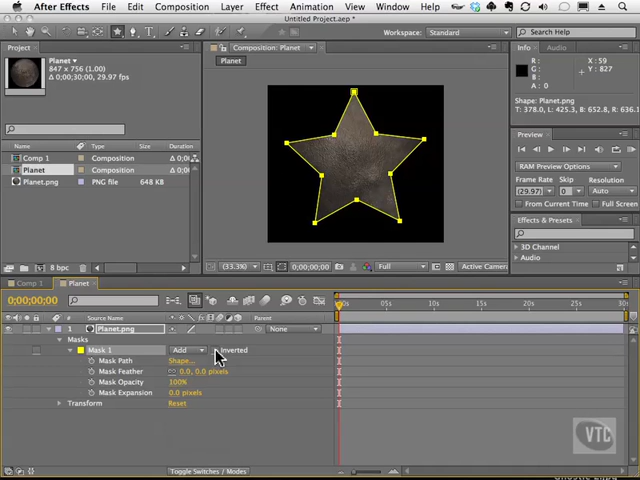 After Effects File Edit Composition Layer Effect Animation
Untitled Project.aep *
Workspace: Standard
Search Help
Project
Composition: Planet
Info Audio
Planet
847 x 756 (1.00)
Δ 0;00;30;00, 29.97 fps
Planet
R :
G :
B :
A : 0
X : 59
Y : 827
Shape: Planet.png
T: 378.0, L: 425.3, B: 652.8, R: 636.1
Name Type Size Duration
Comp 1 Composition Δ 0;0
Planet Composition Δ 0;0
Planet.png PNG file 648 KB
Preview
RAM Preview Options
Frame Rate Skip Resolution
(29.97) 0 Auto
From Current Time Full Screen
Effects & Presets
3D Channel
Audio
8 bpc
(33.3%) 0;00;00;00 Full Active Camera
Comp 1 Planet
0;00;00;00
00s 05s 10s 15s 20s 25s 30s
# Source Name Parent
1 Planet.png None
Masks
Mask 1 Add Inverted
Mask Path Shape...
Mask Feather 0.0, 0.0 pixels
Mask Opacity 100%
Mask Expansion 0.0 pixels
Transform Reset
VTC
Toggle Switches / Modes